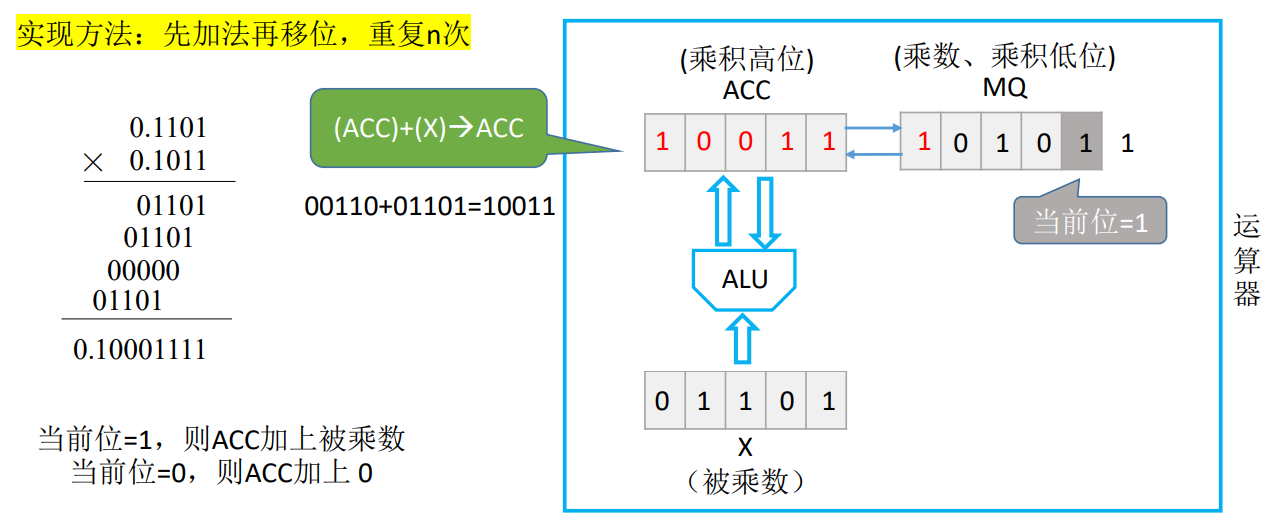 实现方法：先加法再移位，重复n次
0.1101
× 0.1011
01101
01101
00000
01101
0.10001111
当前位=1，则ACC加上被乘数
当前位=0，则ACC加上 0
(ACC)+(X)→ACC
00110+01101=10011
(乘积高位)
ACC
1 0 0 1 1
(乘数、乘积低位)
MQ
1 0 1 0 1 1
当前位=1
ALU
0 1 1 0 1
X
（被乘数）
运算器